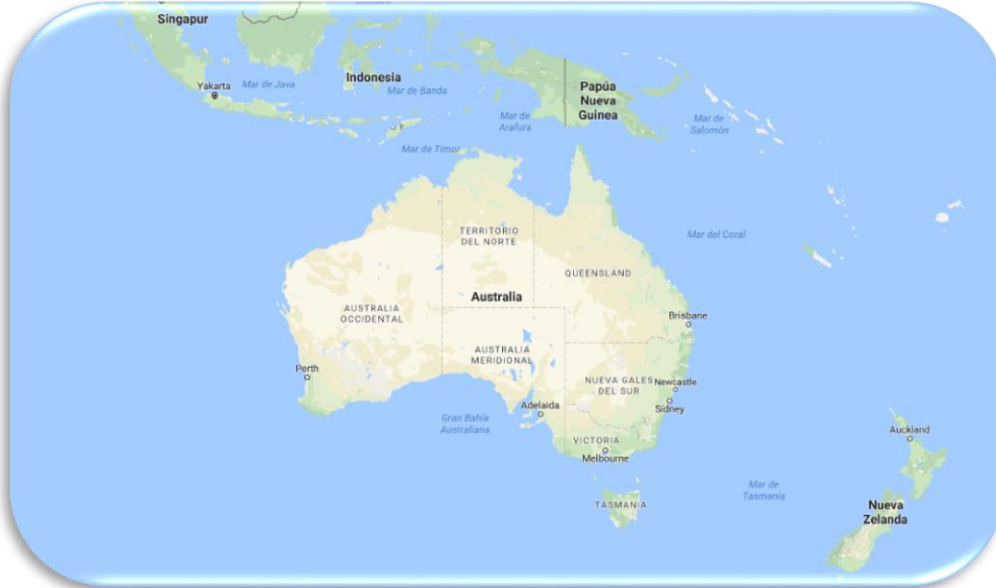 Singapur
Indonesia
Yakarta
Mar de Java
Mar de Banda
Papúa
Nueva
Guinea
Mar de
Arafura
Mar de
Salomón
Mar de Timor
TERRITORIO
DEL NORTE
Mar del Coral
QUEENSLAND
Australia
AUSTRALIA
OCCIDENTAL
Brisbane
AUSTRALIA
MERIDIONAL
Perth
NUEVA GALES
DEL SUR
Newcastle
Adelaida
Sidney
Gran Bahía
Australiana
Auckland
VICTORIA
Melbourne
Mar de
Tasmania
TASMANIA
Nueva
Zelanda